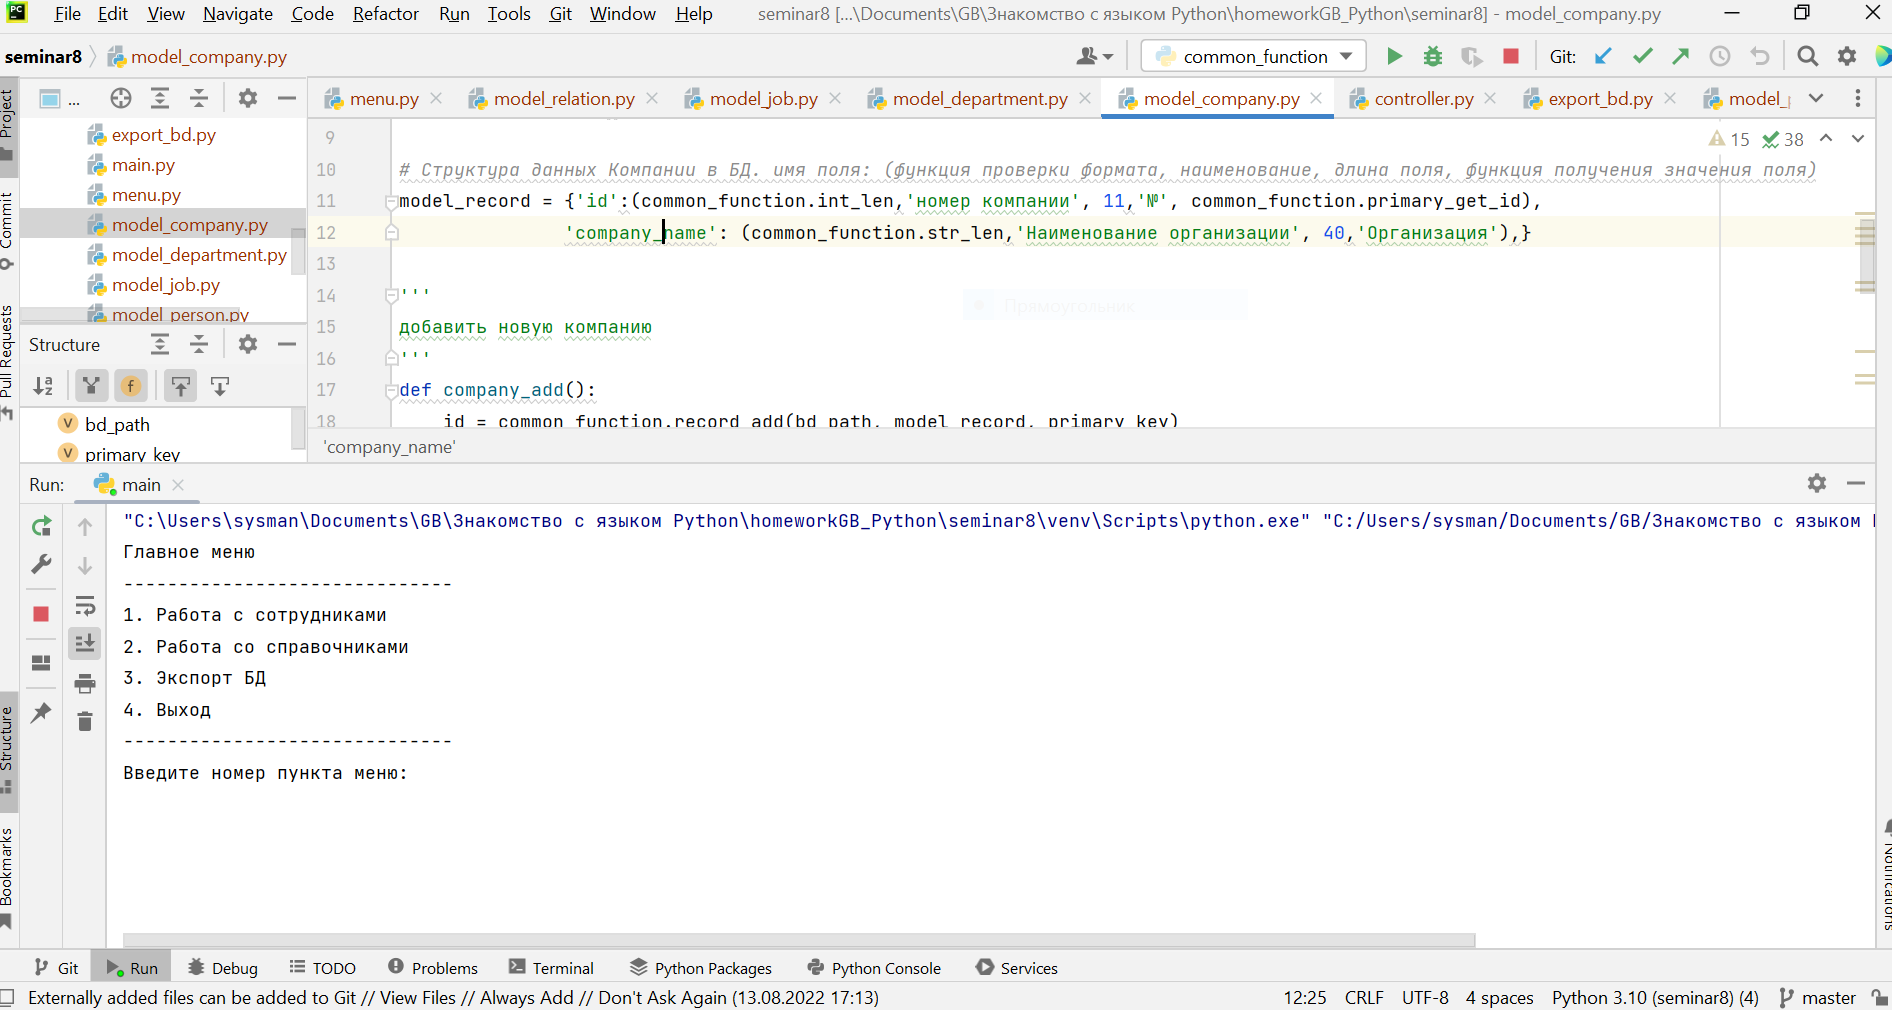 PC File Edit View Navigate Code Refactor Run Tools Git Window Help seminar8 [...\Documents\GB\Знакомство с языком Python\homeworkGB_Python\seminar8] - model_company.py
seminar8 model_company.py common_function Git:
Project ... menu.py model_relation.py model_job.py model_department.py model_company.py controller.py export_bd.py model_
export_bd.py
main.py
menu.py
model_company.py
model_department.py
model_job.py
model_person.py
15 38
9
10 # Структура данных Компании в БД. имя поля: (функция проверки формата, наименование, длина поля, функция получения значения поля)
11 model_record = {'id':(common_function.int_len,'номер компании', 11,'№', common_function.primary_get_id),
12 'company_name': (common_function.str_len,'Наименование организации', 40,'Организация'),}
13
14 '''
15 добавить новую компанию
16 '''
17 def company_add():
18 id = common_function.record_add(bd_path, model_record, primary_key)
Прямоугольник
'company_name'
Commit
Pull Requests
Structure
bd_path
primary_key
Run: main
"C:\Users\sysman\Documents\GB\Знакомство с языком Python\homeworkGB_Python\seminar8\venv\Scripts\python.exe" "C:/Users/sysman/Documents/GB/Знакомство с языком
Главное меню
------------------------------
1. Работа с сотрудниками
2. Работа со справочниками
3. Экспорт БД
4. Выход
------------------------------
Введите номер пункта меню:
Structure
Bookmarks
Notifications
Git Run Debug TODO Problems Terminal Python Packages Python Console Services
Externally added files can be added to Git // View Files // Always Add // Don't Ask Again (13.08.2022 17:13) 12:25 CRLF UTF-8 4 spaces Python 3.10 (seminar8) (4) master